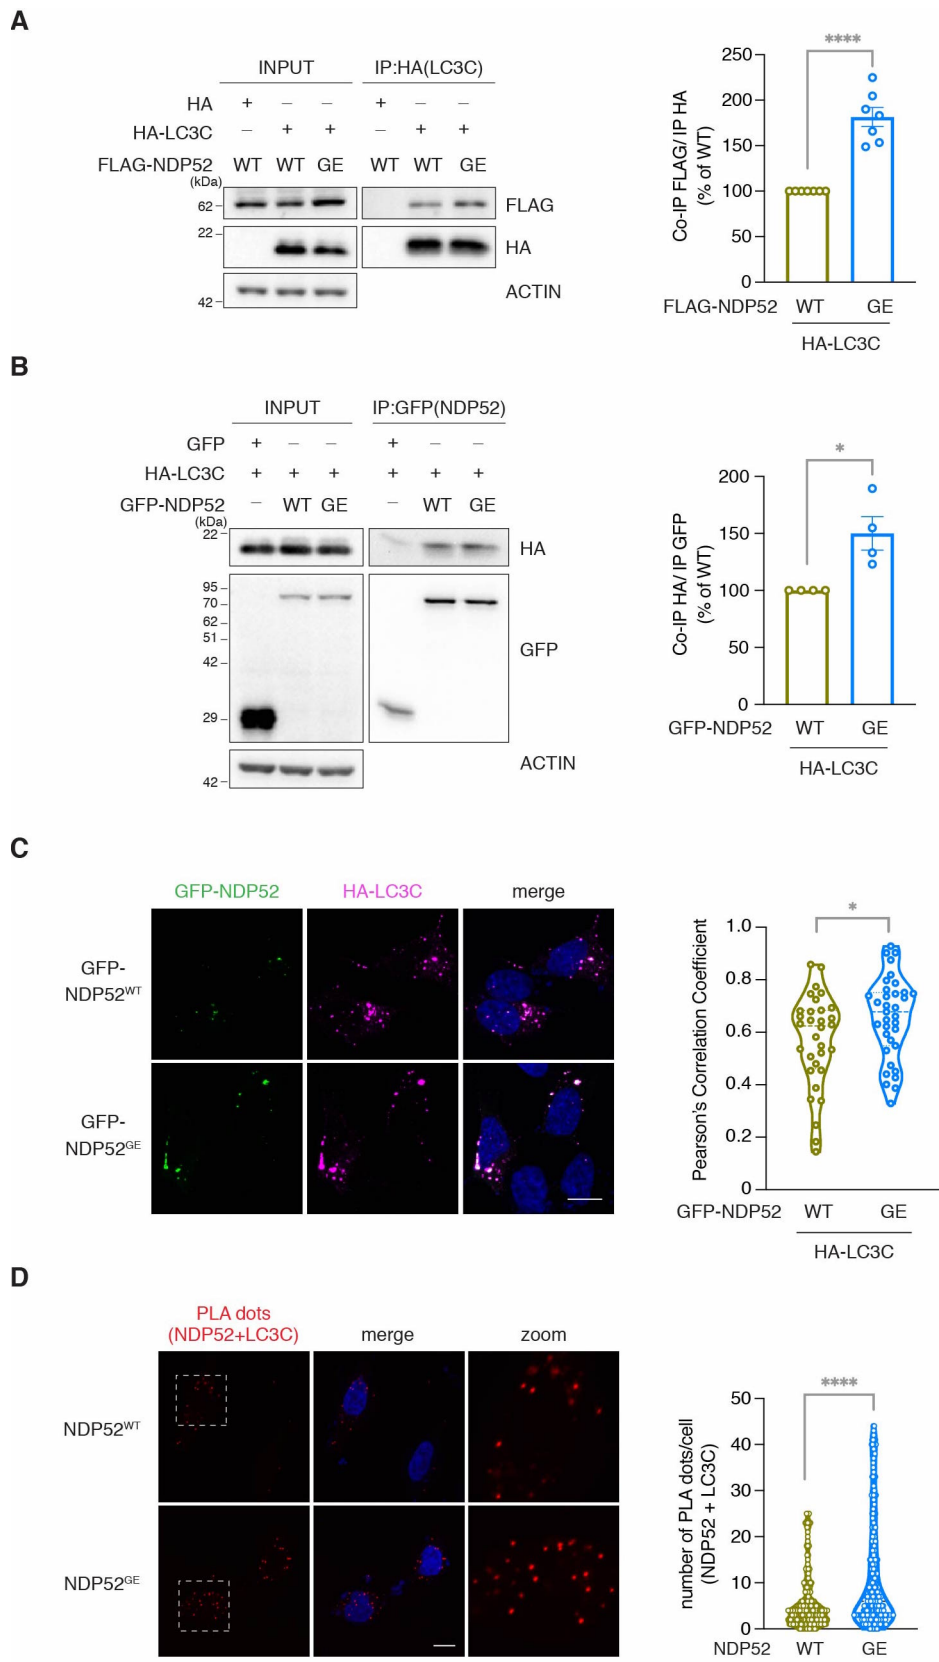 A
INPUT IP:HA(LC3C)
HA + – – + – –
HA-LC3C – + + – + +
FLAG-NDP52 WT WT GE WT WT GE
(kDa)
62 FLAG
22 HA
42 ACTIN
****
Co-IP FLAG/ IP HA
(% of WT)
250
200
150
100
50
0
FLAG-NDP52 WT GE
HA-LC3C
B
INPUT IP:GFP(NDP52)
GFP + – – + – –
HA-LC3C + + + + + +
GFP-NDP52 – WT GE – WT GE
(kDa)
22 HA
95
70
62
51
42
29
GFP
42 ACTIN
*
Co-IP HA/ IP GFP
(% of WT)
200
150
100
50
0
GFP-NDP52 WT GE
HA-LC3C
C
GFP-NDP52 HA-LC3C merge
GFP-
NDP52WT
GFP-
NDP52GE
*
Pearson's Correlation Coefficient
1.0
0.8
0.6
0.4
0.2
0
GFP-NDP52 WT GE
HA-LC3C
D
PLA dots
(NDP52+LC3C) merge zoom
NDP52WT
NDP52GE
****
number of PLA dots/cell
(NDP52 + LC3C)
50
40
30
20
10
0
NDP52 WT GE